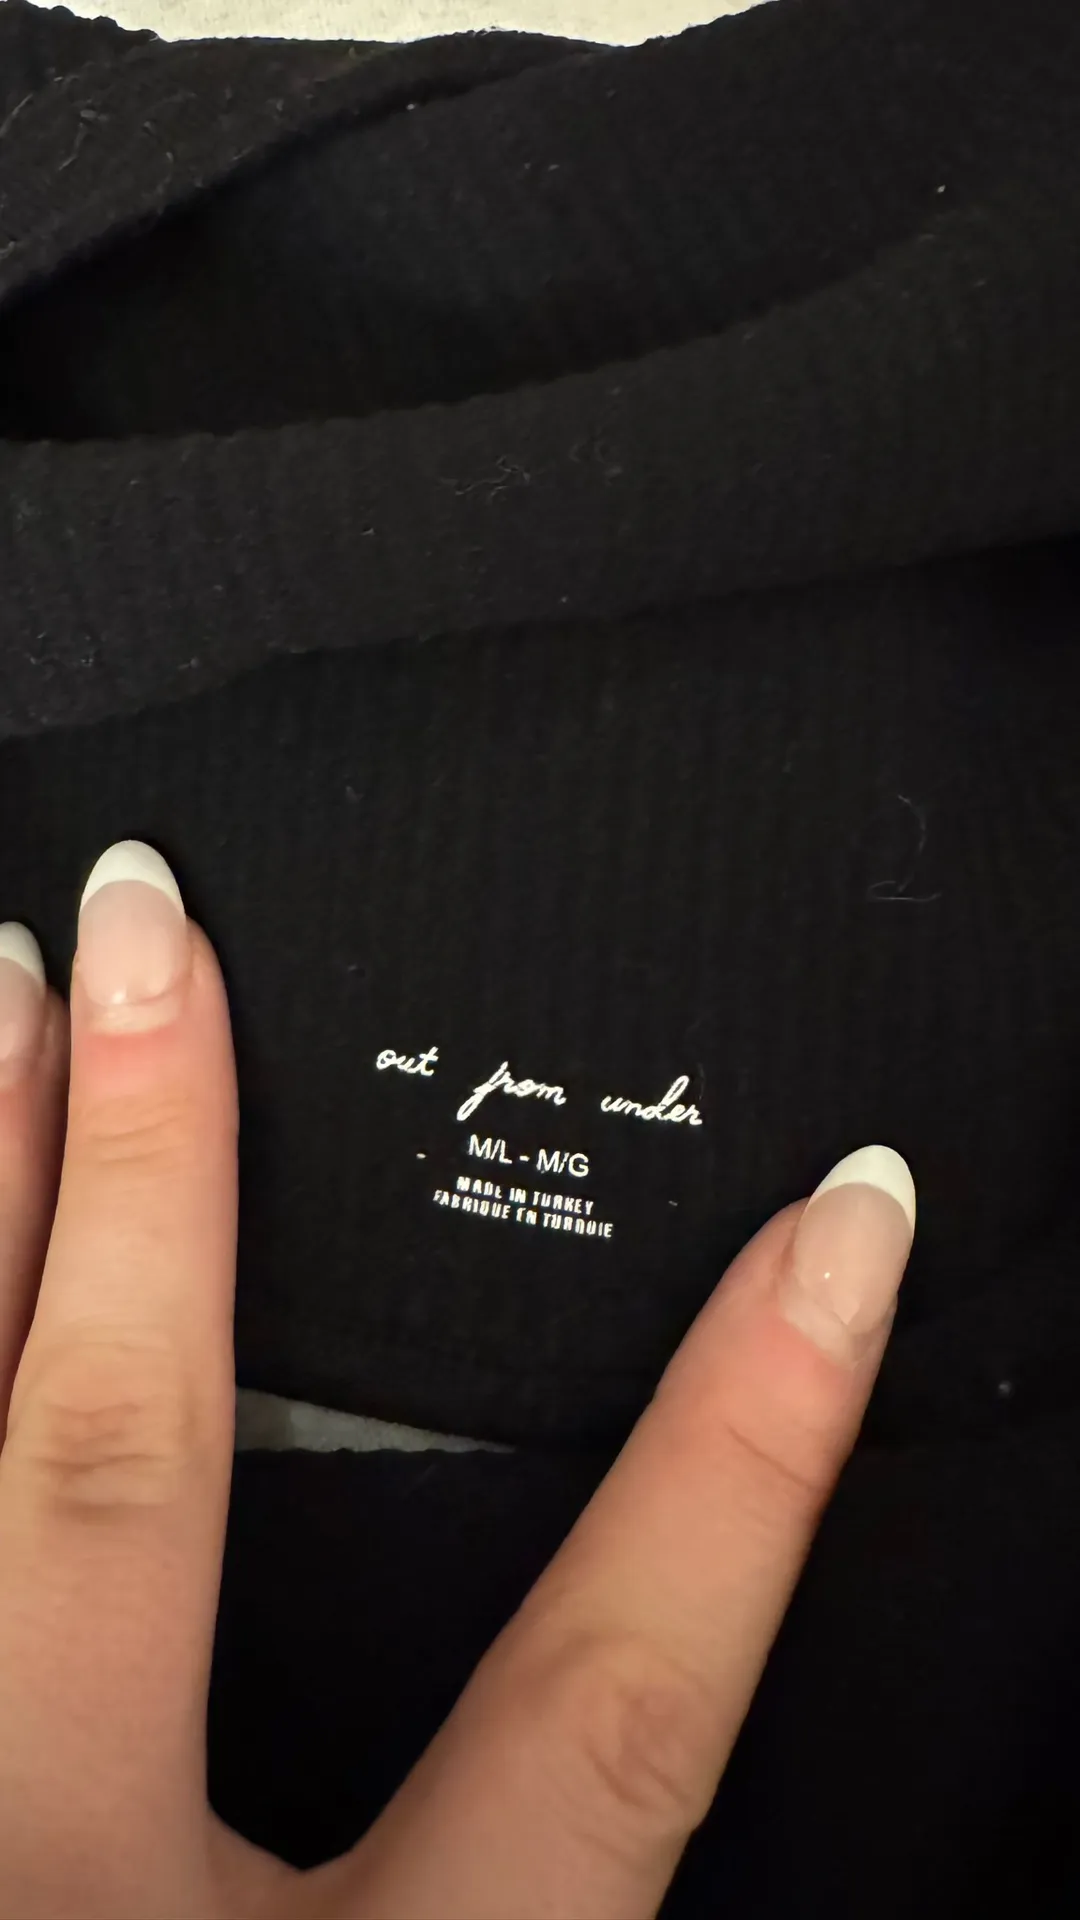 out from under
M/L - M/G
MADE IN TURKEY
FABRIQUE EN TURQUIE